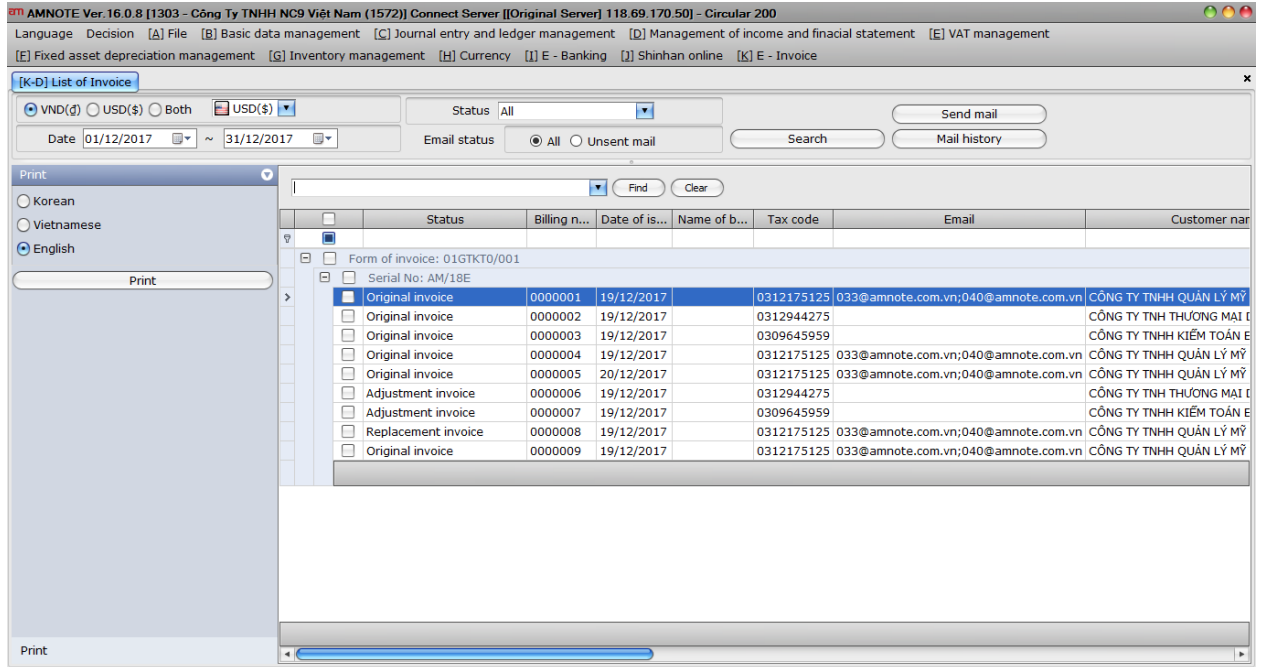 am AMNOTE Ver.16.0.8 [1303 - Công Ty TNHH NC9 Việt Nam (1572)] Connect Server [[Original Server] 118.69.170.50] - Circular 200
Language Decision [A] File [B] Basic data management [C] Journal entry and ledger management [D] Management of income and finacial statement [E] VAT management
[F] Fixed asset depreciation management [G] Inventory management [H] Currency [I] E - Banking [J] Shinhan online [K] E - Invoice
[K-D] List of Invoice x
VND(₫) USD($) Both USD($) Status All Send mail
Date 01/12/2017 ~ 31/12/2017 Email status All Unsent mail Search Mail history
Print
Korean
Vietnamese
English
Print
Find Clear
Status Billing n... Date of is... Name of b... Tax code Email Customer nar
Form of invoice: 01GTKT0/001
Serial No: AM/18E
Original invoice 0000001 19/12/2017 0312175125 033@amnote.com.vn;040@amnote.com.vn CÔNG TY TNHH QUẢN LÝ MỸ
Original invoice 0000002 19/12/2017 0312944275 CÔNG TY TNH THƯƠNG MẠI D
Original invoice 0000003 19/12/2017 0309645959 CÔNG TY TNHH KIỂM TOÁN E
Original invoice 0000004 19/12/2017 0312175125 033@amnote.com.vn;040@amnote.com.vn CÔNG TY TNHH QUẢN LÝ MỸ
Original invoice 0000005 20/12/2017 0312175125 033@amnote.com.vn;040@amnote.com.vn CÔNG TY TNHH QUẢN LÝ MỸ
Adjustment invoice 0000006 19/12/2017 0312944275 CÔNG TY TNH THƯƠNG MẠI D
Adjustment invoice 0000007 19/12/2017 0309645959 CÔNG TY TNHH KIỂM TOÁN E
Replacement invoice 0000008 19/12/2017 0312175125 033@amnote.com.vn;040@amnote.com.vn CÔNG TY TNHH QUẢN LÝ MỸ
Original invoice 0000009 19/12/2017 0312175125 033@amnote.com.vn;040@amnote.com.vn CÔNG TY TNHH QUẢN LÝ MỸ
Print